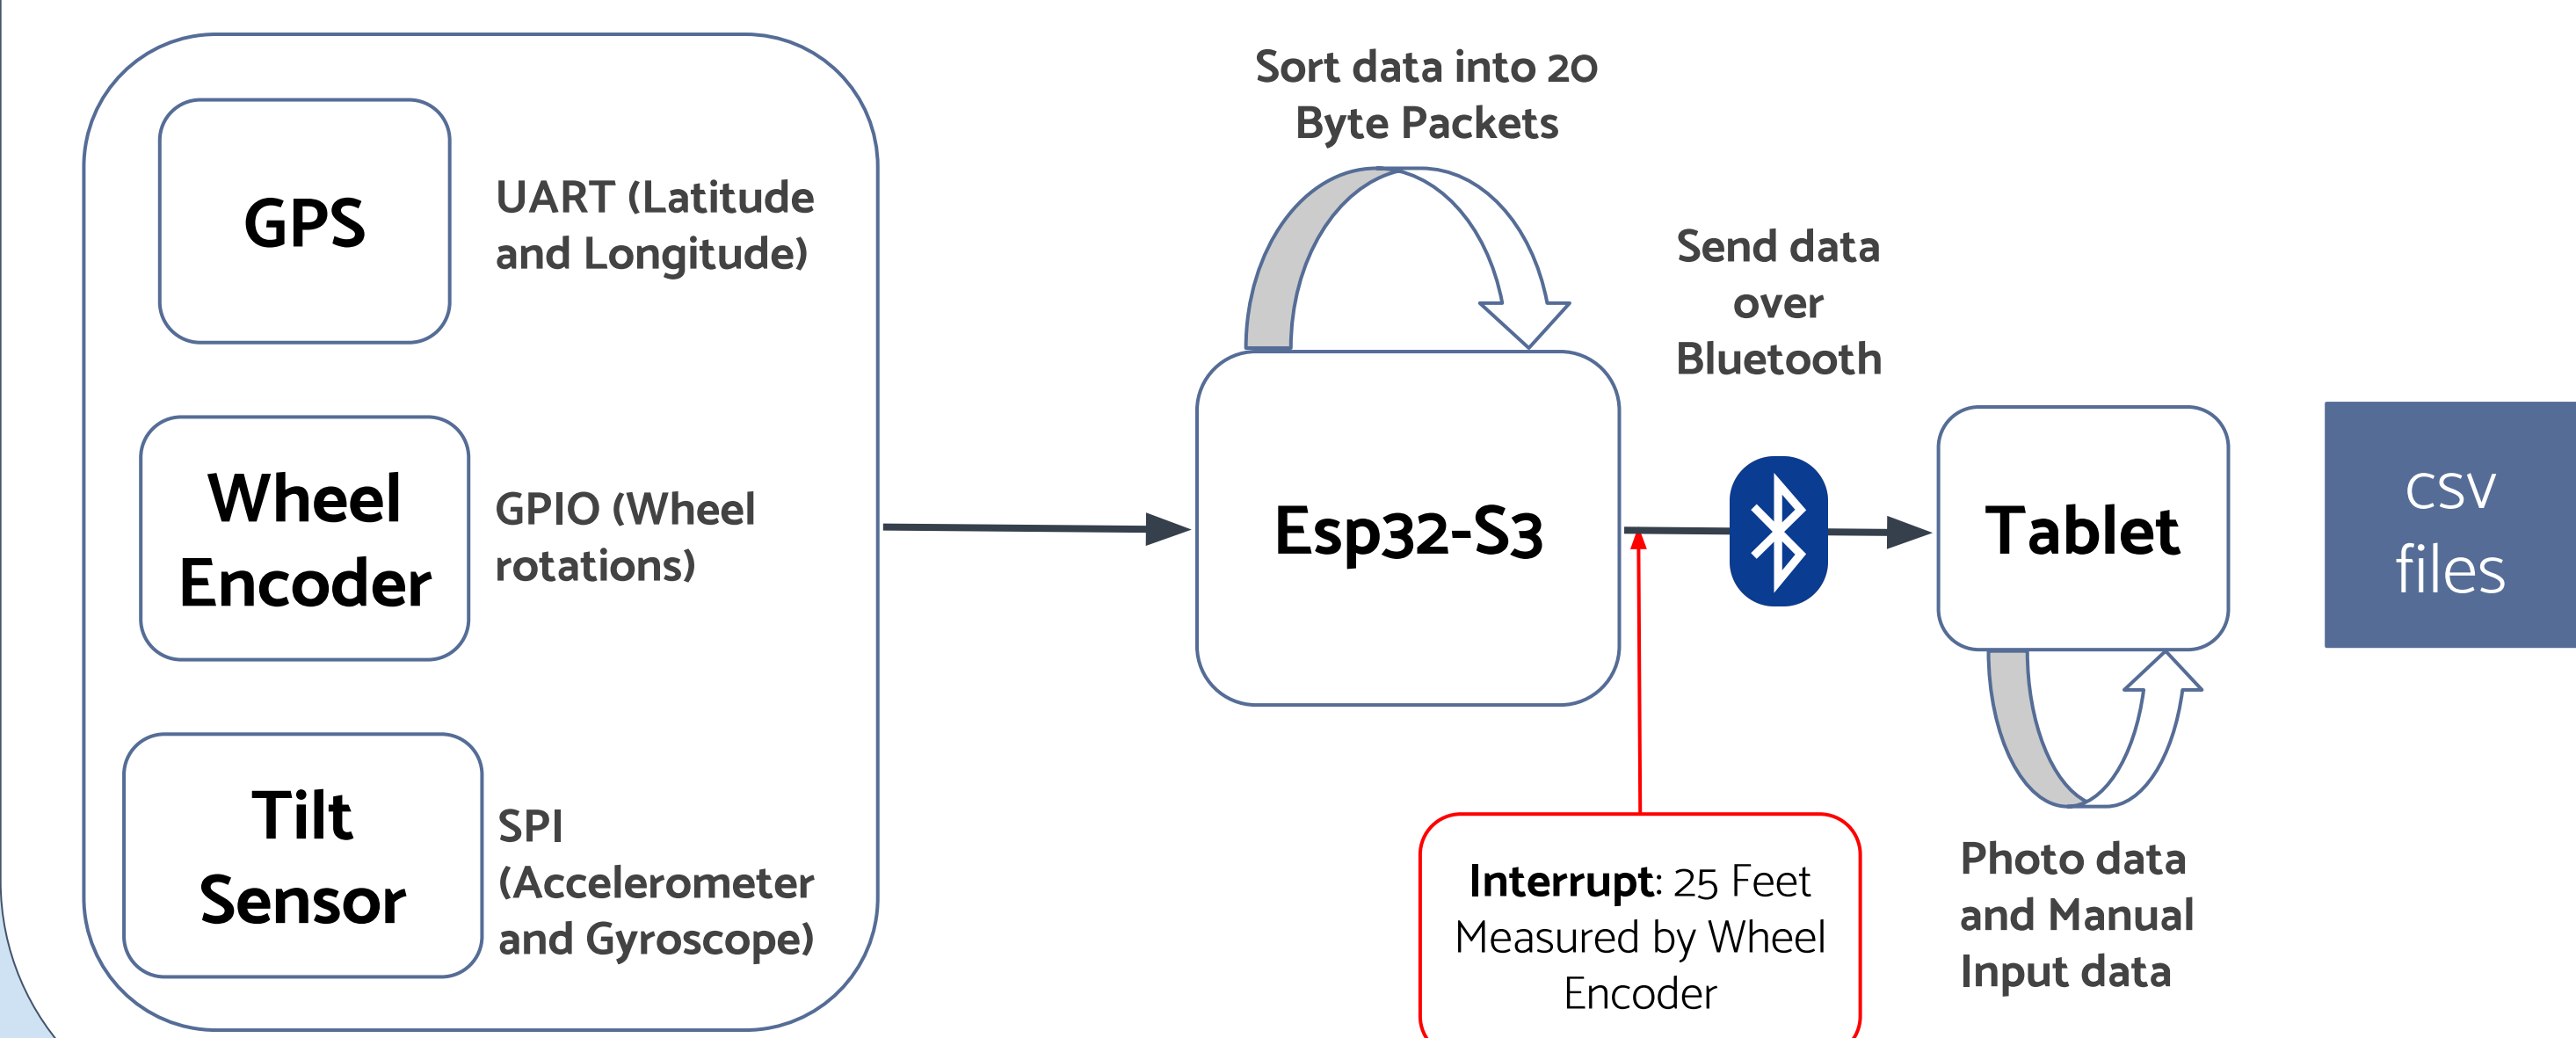 GPS
UART (Latitude
and Longitude)
Wheel
Encoder
GPIO (Wheel
rotations)
Tilt
Sensor
SPI
(Accelerometer
and Gyroscope)
Sort data into 20
Byte Packets
Esp32-S3
Send data
over
Bluetooth
Interrupt: 25 Feet
Measured by Wheel
Encoder
Tablet
Photo data
and Manual
Input data
csv
files